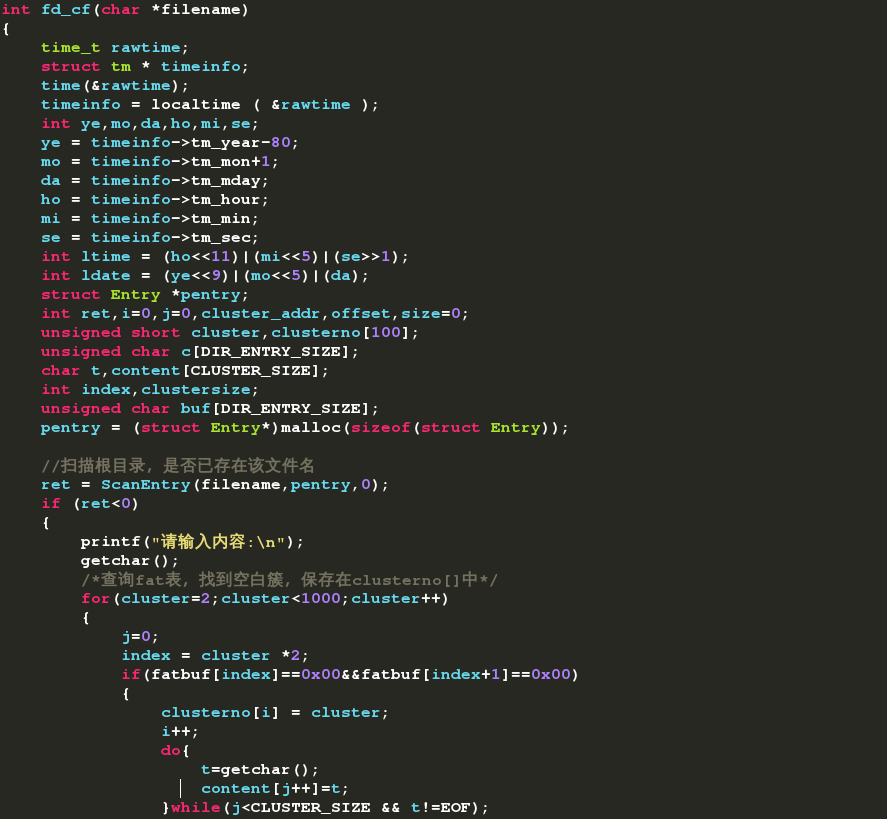 int fd_cf(char *filename)
{
    time_t rawtime;
    struct tm * timeinfo;
    time(&rawtime);
    timeinfo = localtime ( &rawtime );
    int ye,mo,da,ho,mi,se;
    ye = timeinfo->tm_year-80;
    mo = timeinfo->tm_mon+1;
    da = timeinfo->tm_mday;
    ho = timeinfo->tm_hour;
    mi = timeinfo->tm_min;
    se = timeinfo->tm_sec;
    int ltime = (ho<<11)|(mi<<5)|(se>>1);
    int ldate = (ye<<9)|(mo<<5)|(da);
    struct Entry *pentry;
    int ret,i=0,j=0,cluster_addr,offset,size=0;
    unsigned short cluster,clusterno[100];
    unsigned char c[DIR_ENTRY_SIZE];
    char t,content[CLUSTER_SIZE];
    int index,clustersize;
    unsigned char buf[DIR_ENTRY_SIZE];
    pentry = (struct Entry*)malloc(sizeof(struct Entry));

    //扫描根目录，是否已存在该文件名
    ret = ScanEntry(filename,pentry,0);
    if (ret<0)
    {
        printf("请输入内容:\n");
        getchar();
        /*查询fat表，找到空白簇，保存在clusterno[]中*/
        for(cluster=2;cluster<1000;cluster++)
        {
            j=0;
            index = cluster *2;
            if(fatbuf[index]==0x00&&fatbuf[index+1]==0x00)
            {
                clusterno[i] = cluster;
                i++;
                do{
                    t=getchar();
                    content[j++]=t;
                }while(j<CLUSTER_SIZE && t!=EOF);